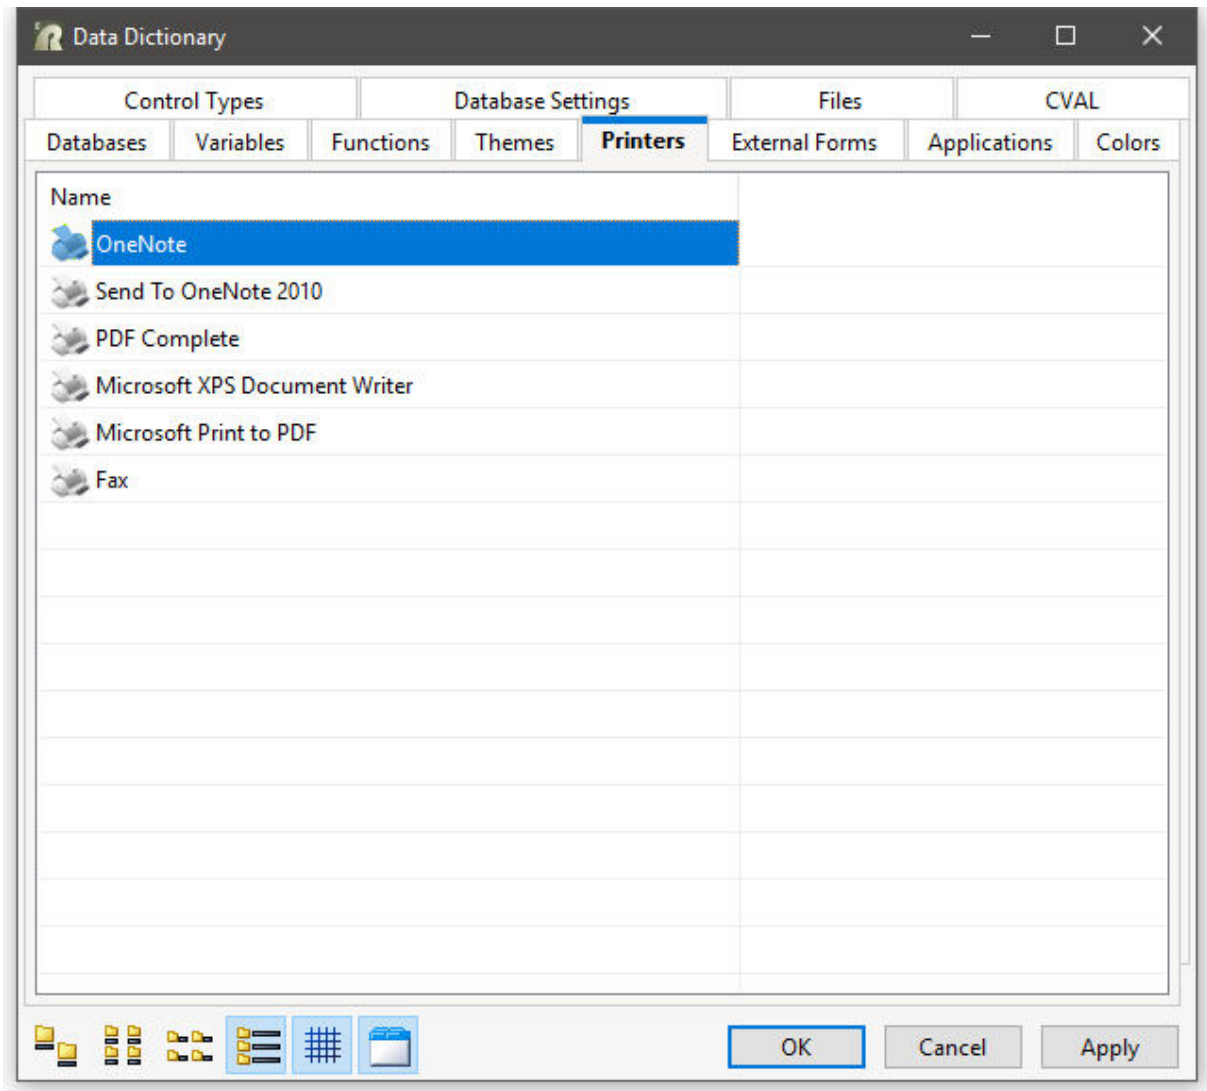 Data Dictionary
Control Types Database Settings Files CVAL
Databases Variables Functions Themes Printers External Forms Applications Colors
Name
OneNote
Send To OneNote 2010
PDF Complete
Microsoft XPS Document Writer
Microsoft Print to PDF
Fax
OK Cancel Apply